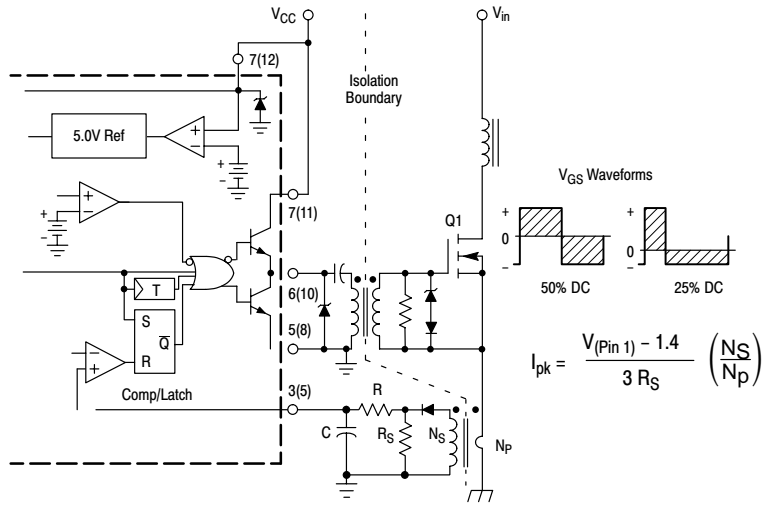 VCC
Vin
7(12)
Isolation
Boundary
5.0V Ref
+
−
+
−
+
−
+
−
7(11)
Q1
VGS Waveforms
+
0
−
+
0
−
50% DC
25% DC
6(10)
T
S
Q
R
5(8)
−
+
Comp/Latch
3(5)
R
C
RS
NS
NP
Ipk = V(Pin 1) − 1.4 / 3 RS (NS/Np)